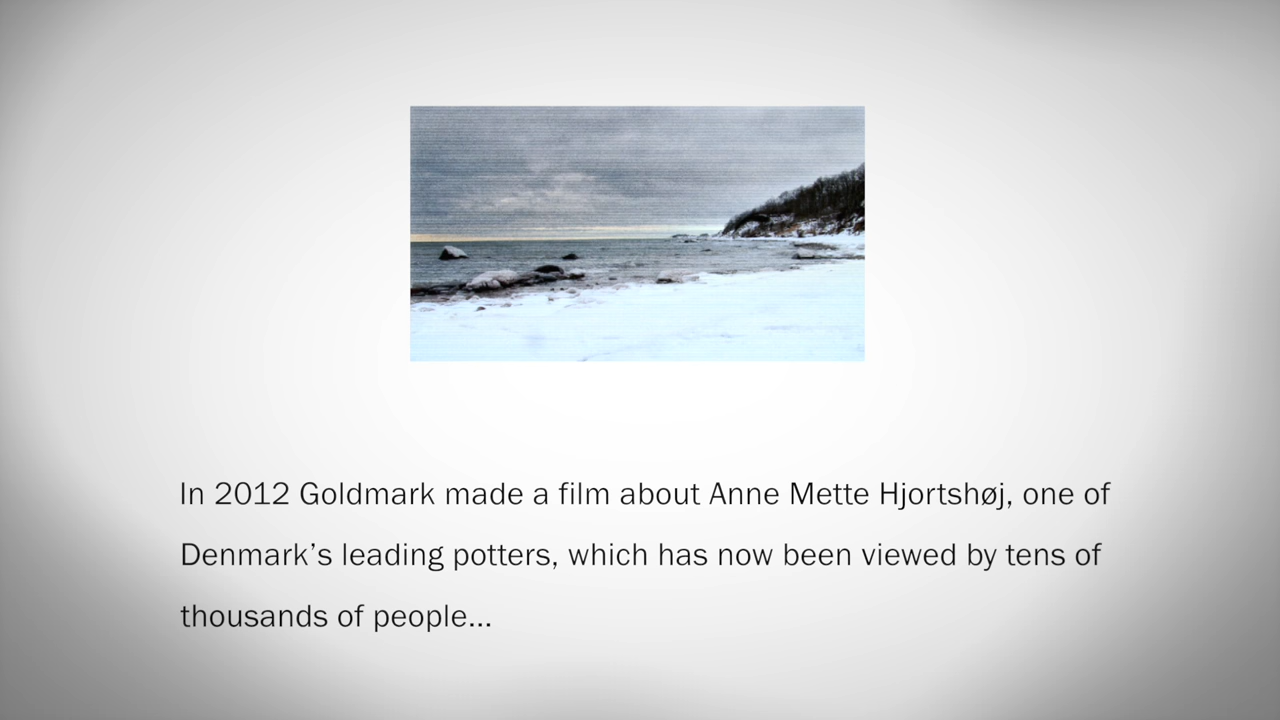 In 2012 Goldmark made a film about Anne Mette Hjortshøj, one of
Denmark’s leading potters, which has now been viewed by tens of
thousands of people...